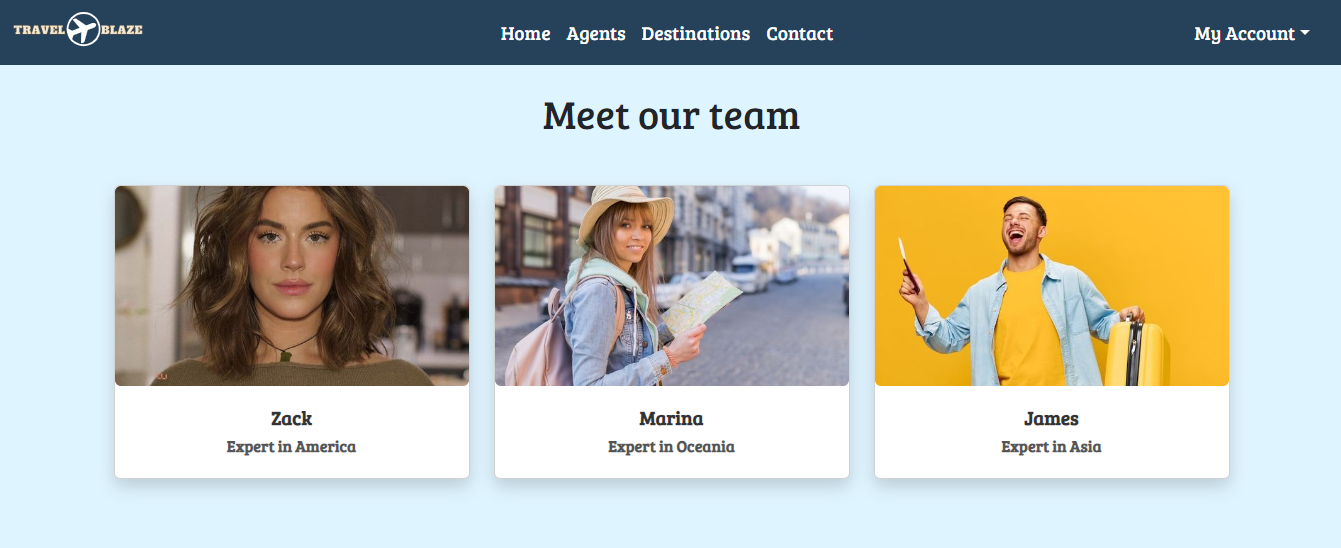 TRAVEL BLAZE
Home Agents Destinations Contact
My Account
Meet our team
Zack
Expert in America
Marina
Expert in Oceania
James
Expert in Asia